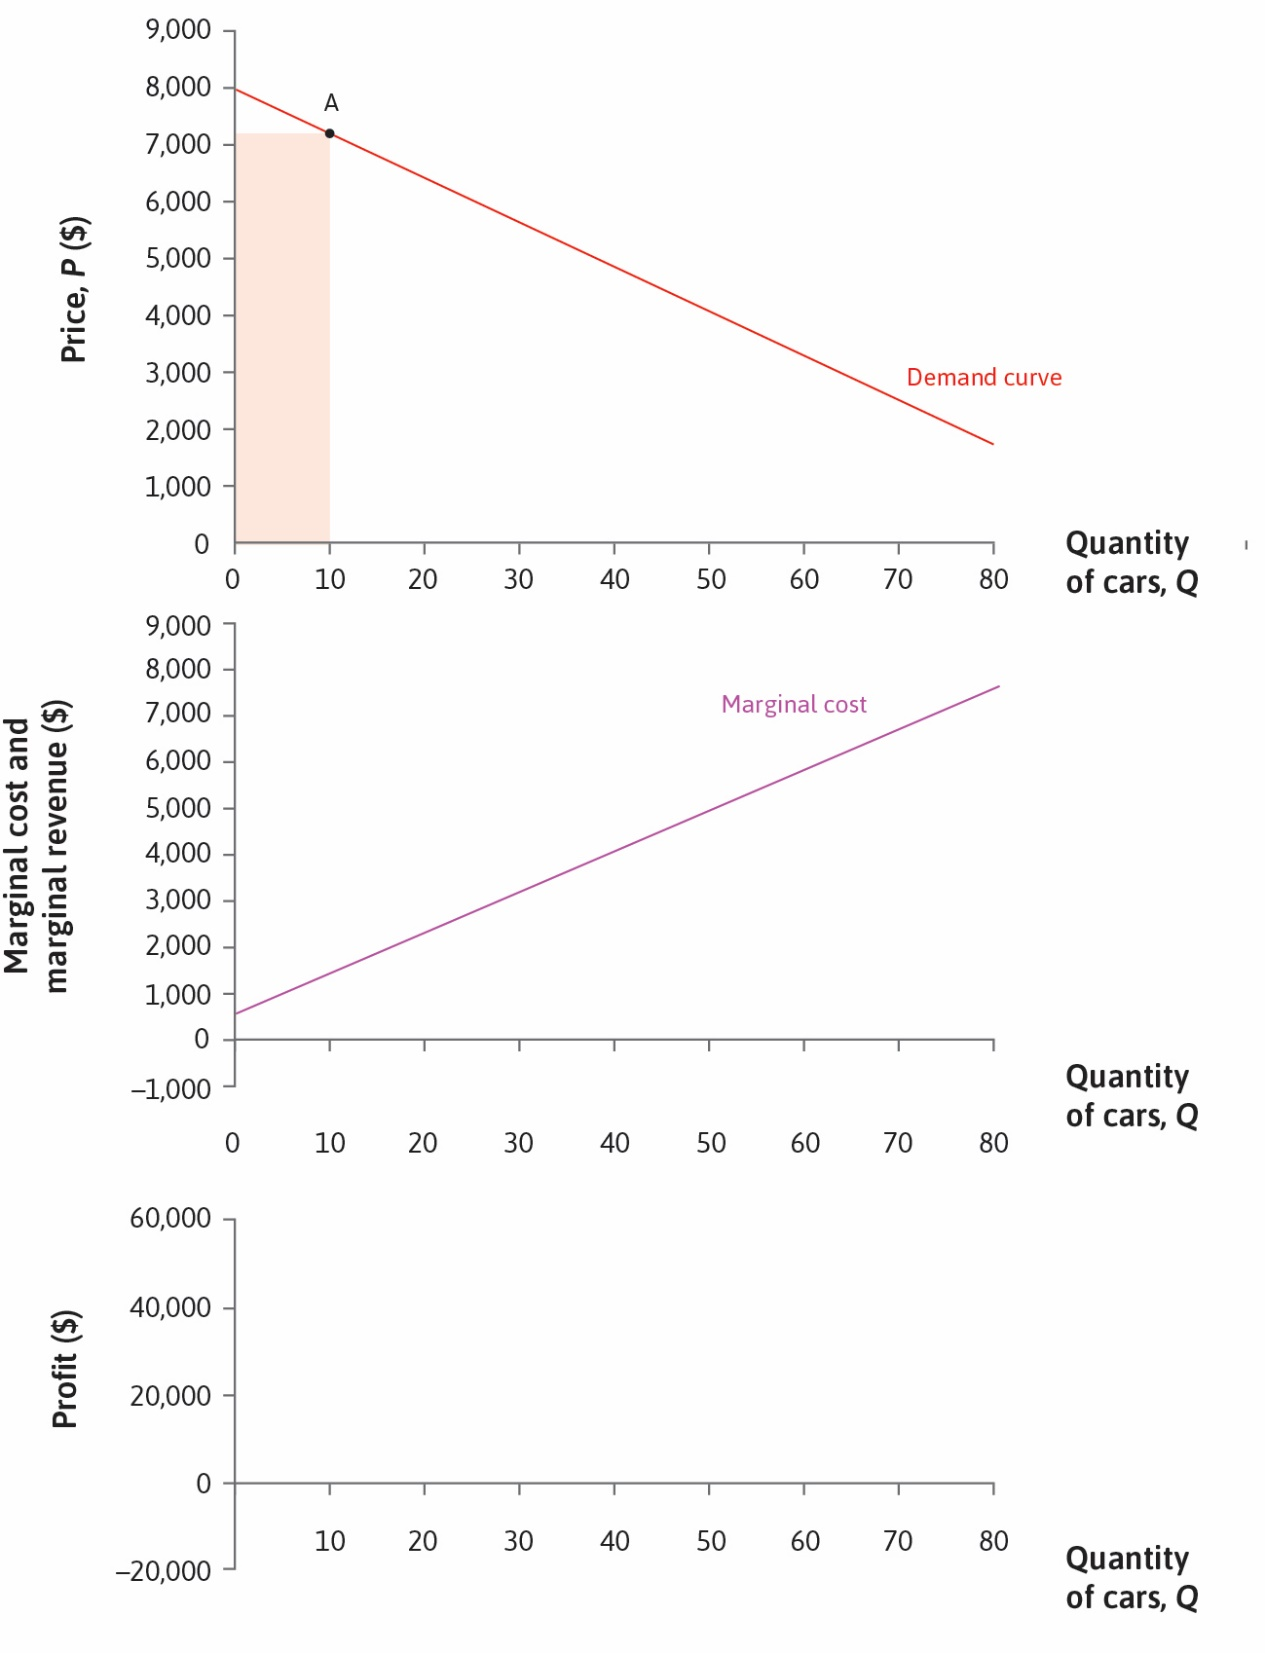 9,000
8,000
A
7,000
6,000
5,000
4,000
3,000
2,000
1,000
0
Price, P ($)
Demand curve
0 10 20 30 40 50 60 70 80
Quantity
of cars, Q
9,000
8,000
7,000
6,000
5,000
4,000
3,000
2,000
1,000
0
–1,000
Marginal cost and
marginal revenue ($)
Marginal cost
0 10 20 30 40 50 60 70 80
Quantity
of cars, Q
60,000
40,000
20,000
0
–20,000
Profit ($)
10 20 30 40 50 60 70 80
Quantity
of cars, Q